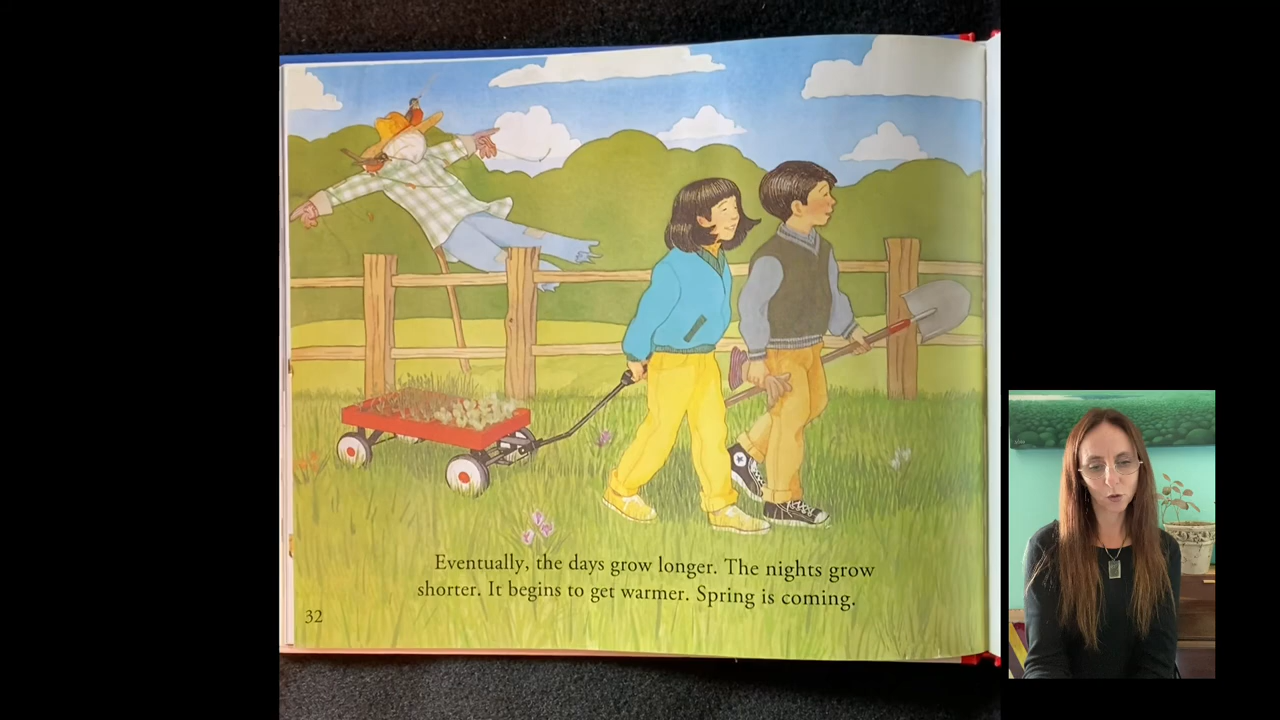 Eventually, the days grow longer. The nights grow
shorter. It begins to get warmer. Spring is coming.
32